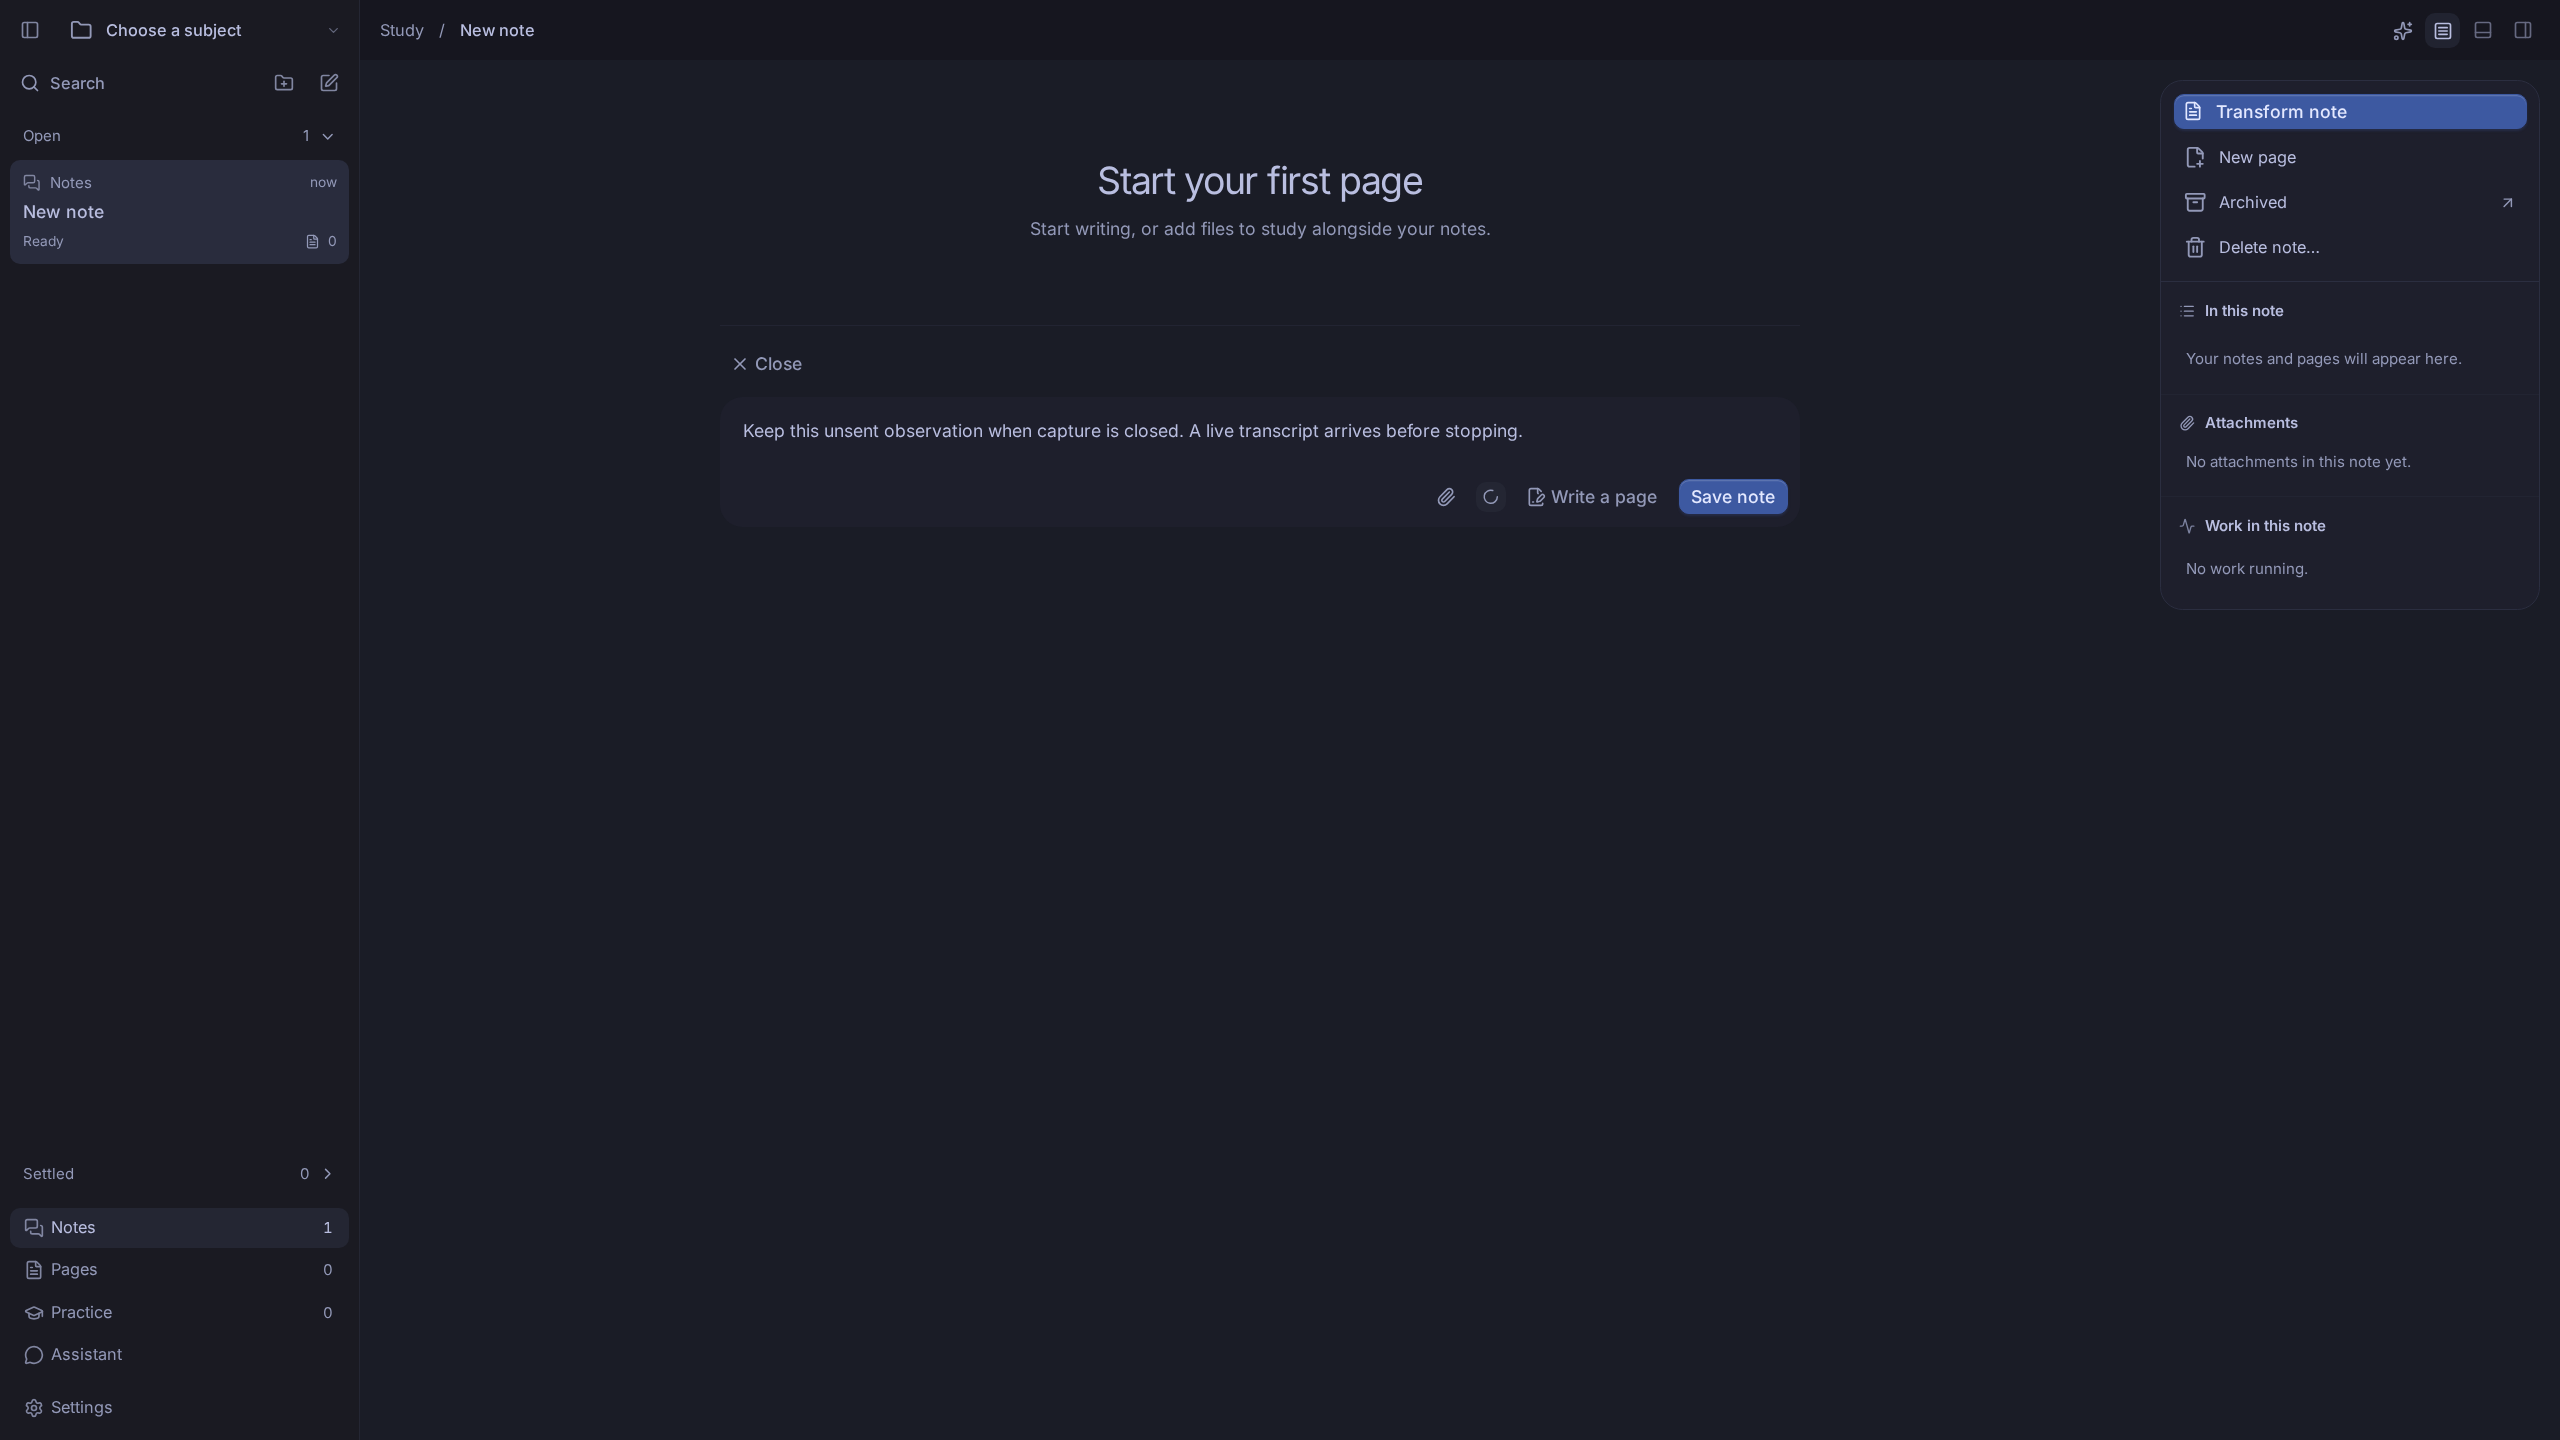 Choose a subject
Study / New note
Search
Open 1
Notes now
New note
Ready 0
Start your first page
Start writing, or add files to study alongside your notes.
Close
Keep this unsent observation when capture is closed. A live transcript arrives before stopping.
Write a page
Save note
Transform note
New page
Archived
Delete note...
In this note
Your notes and pages will appear here.
Attachments
No attachments in this note yet.
Work in this note
No work running.
Settled 0
Notes 1
Pages 0
Practice 0
Assistant
Settings